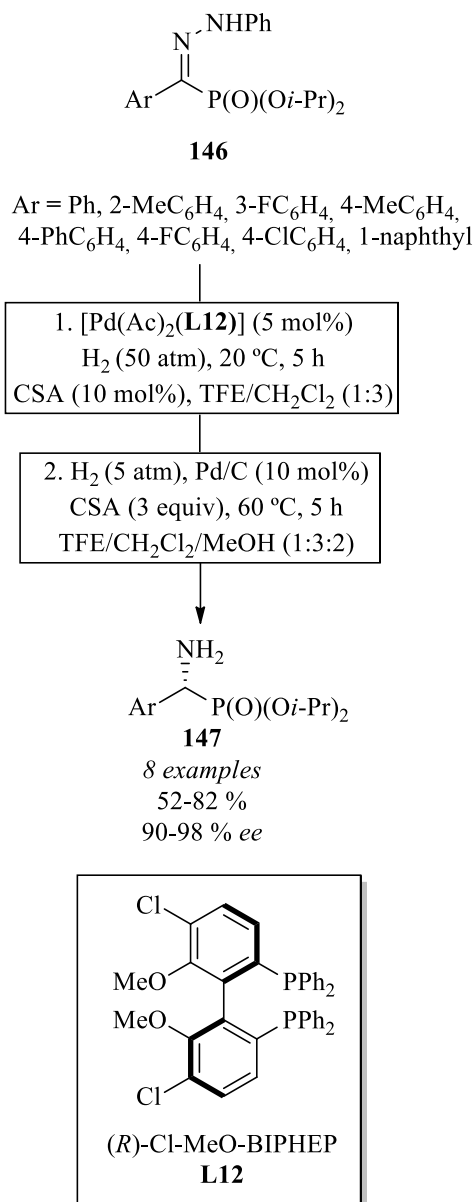 N
NHPh
Ar
P(O)(Oi-Pr)₂
146
Ar = Ph, 2-MeC₆H₄, 3-FC₆H₄, 4-MeC₆H₄,
4-PhC₆H₄, 4-FC₆H₄, 4-ClC₆H₄, 1-naphthyl
1. [Pd(Ac)₂(L12)] (5 mol%)
H₂ (50 atm), 20 ºC, 5 h
CSA (10 mol%), TFE/CH₂Cl₂ (1:3)
2. H₂ (5 atm), Pd/C (10 mol%)
CSA (3 equiv), 60 ºC, 5 h
TFE/CH₂Cl₂/MeOH (1:3:2)
NH₂
Ar
P(O)(Oi-Pr)₂
147
8 examples
52-82 %
90-98 % ee
Cl
MeO
PPh₂
MeO
PPh₂
Cl
(R)-Cl-MeO-BIPHEP
L12